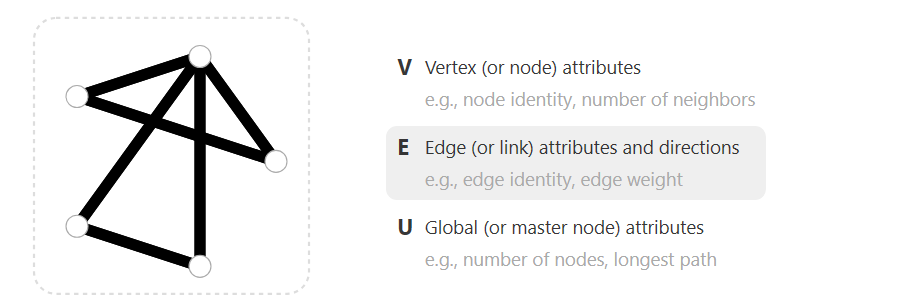 V Vertex (or node) attributes
e.g., node identity, number of neighbors
E Edge (or link) attributes and directions
e.g., edge identity, edge weight
U Global (or master node) attributes
e.g., number of nodes, longest path